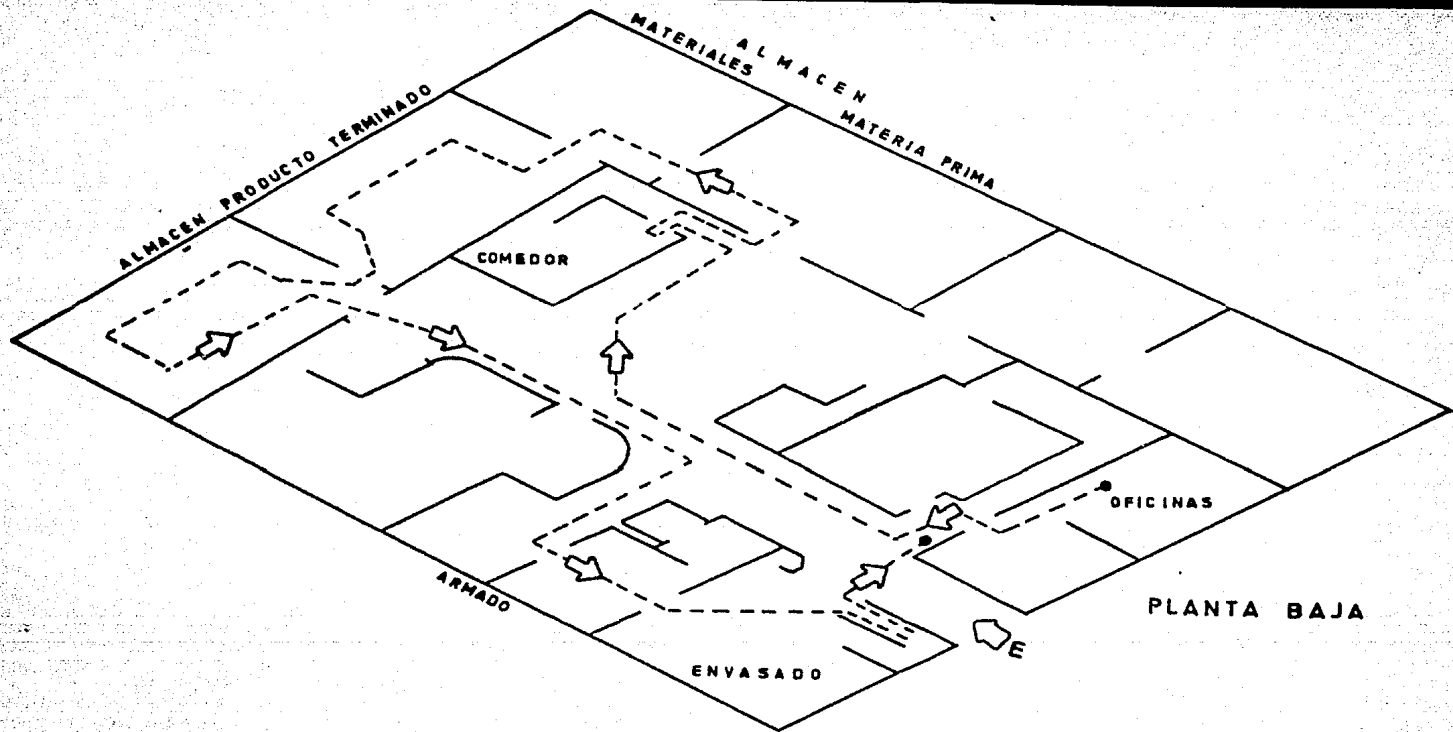 ALMACEN
MATERIALES
MATERIA PRIMA
ALMACEN PRODUCTO TERMINADO
COMEDOR
OFICINAS
ARMADO
PLANTA BAJA
E
ENVASADO